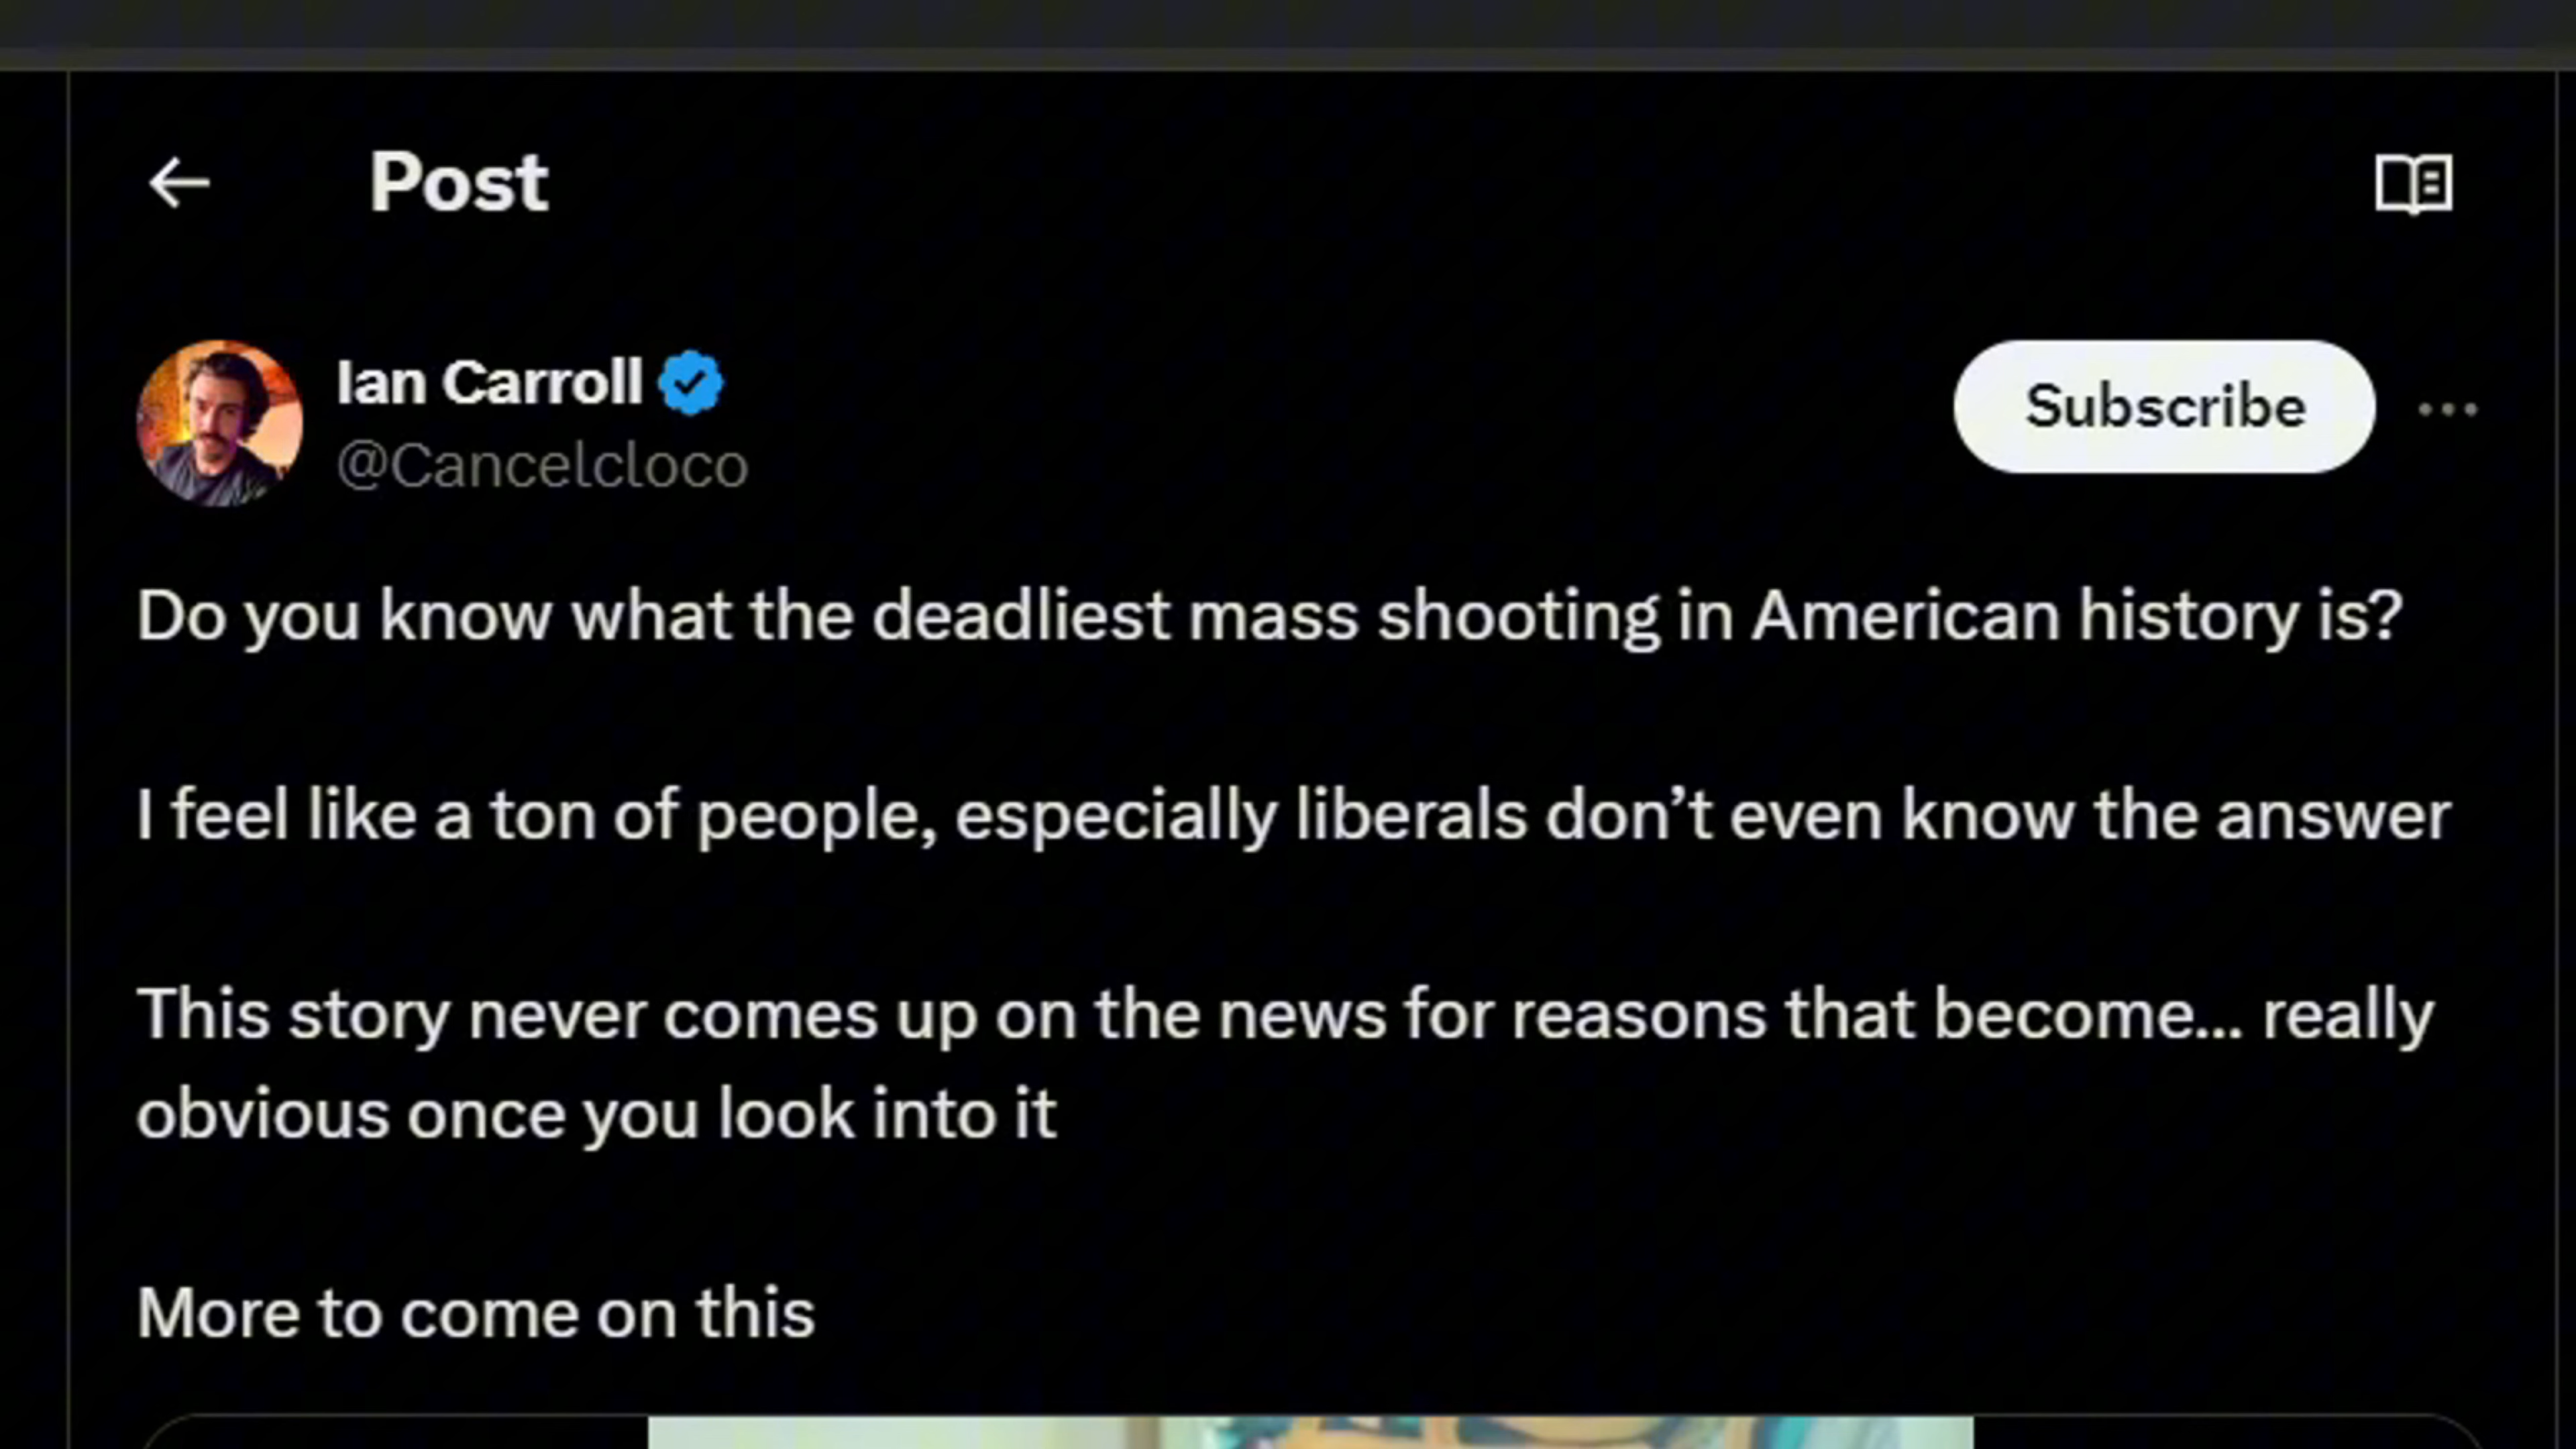 Post
Ian Carroll
Subscribe
@Cancelcloco
Do you know what the deadliest mass shooting in American history is?
I feel like a ton of people, especially liberals don’t even know the answer
This story never comes up on the news for reasons that become... really
obvious once you look into it
More to come on this